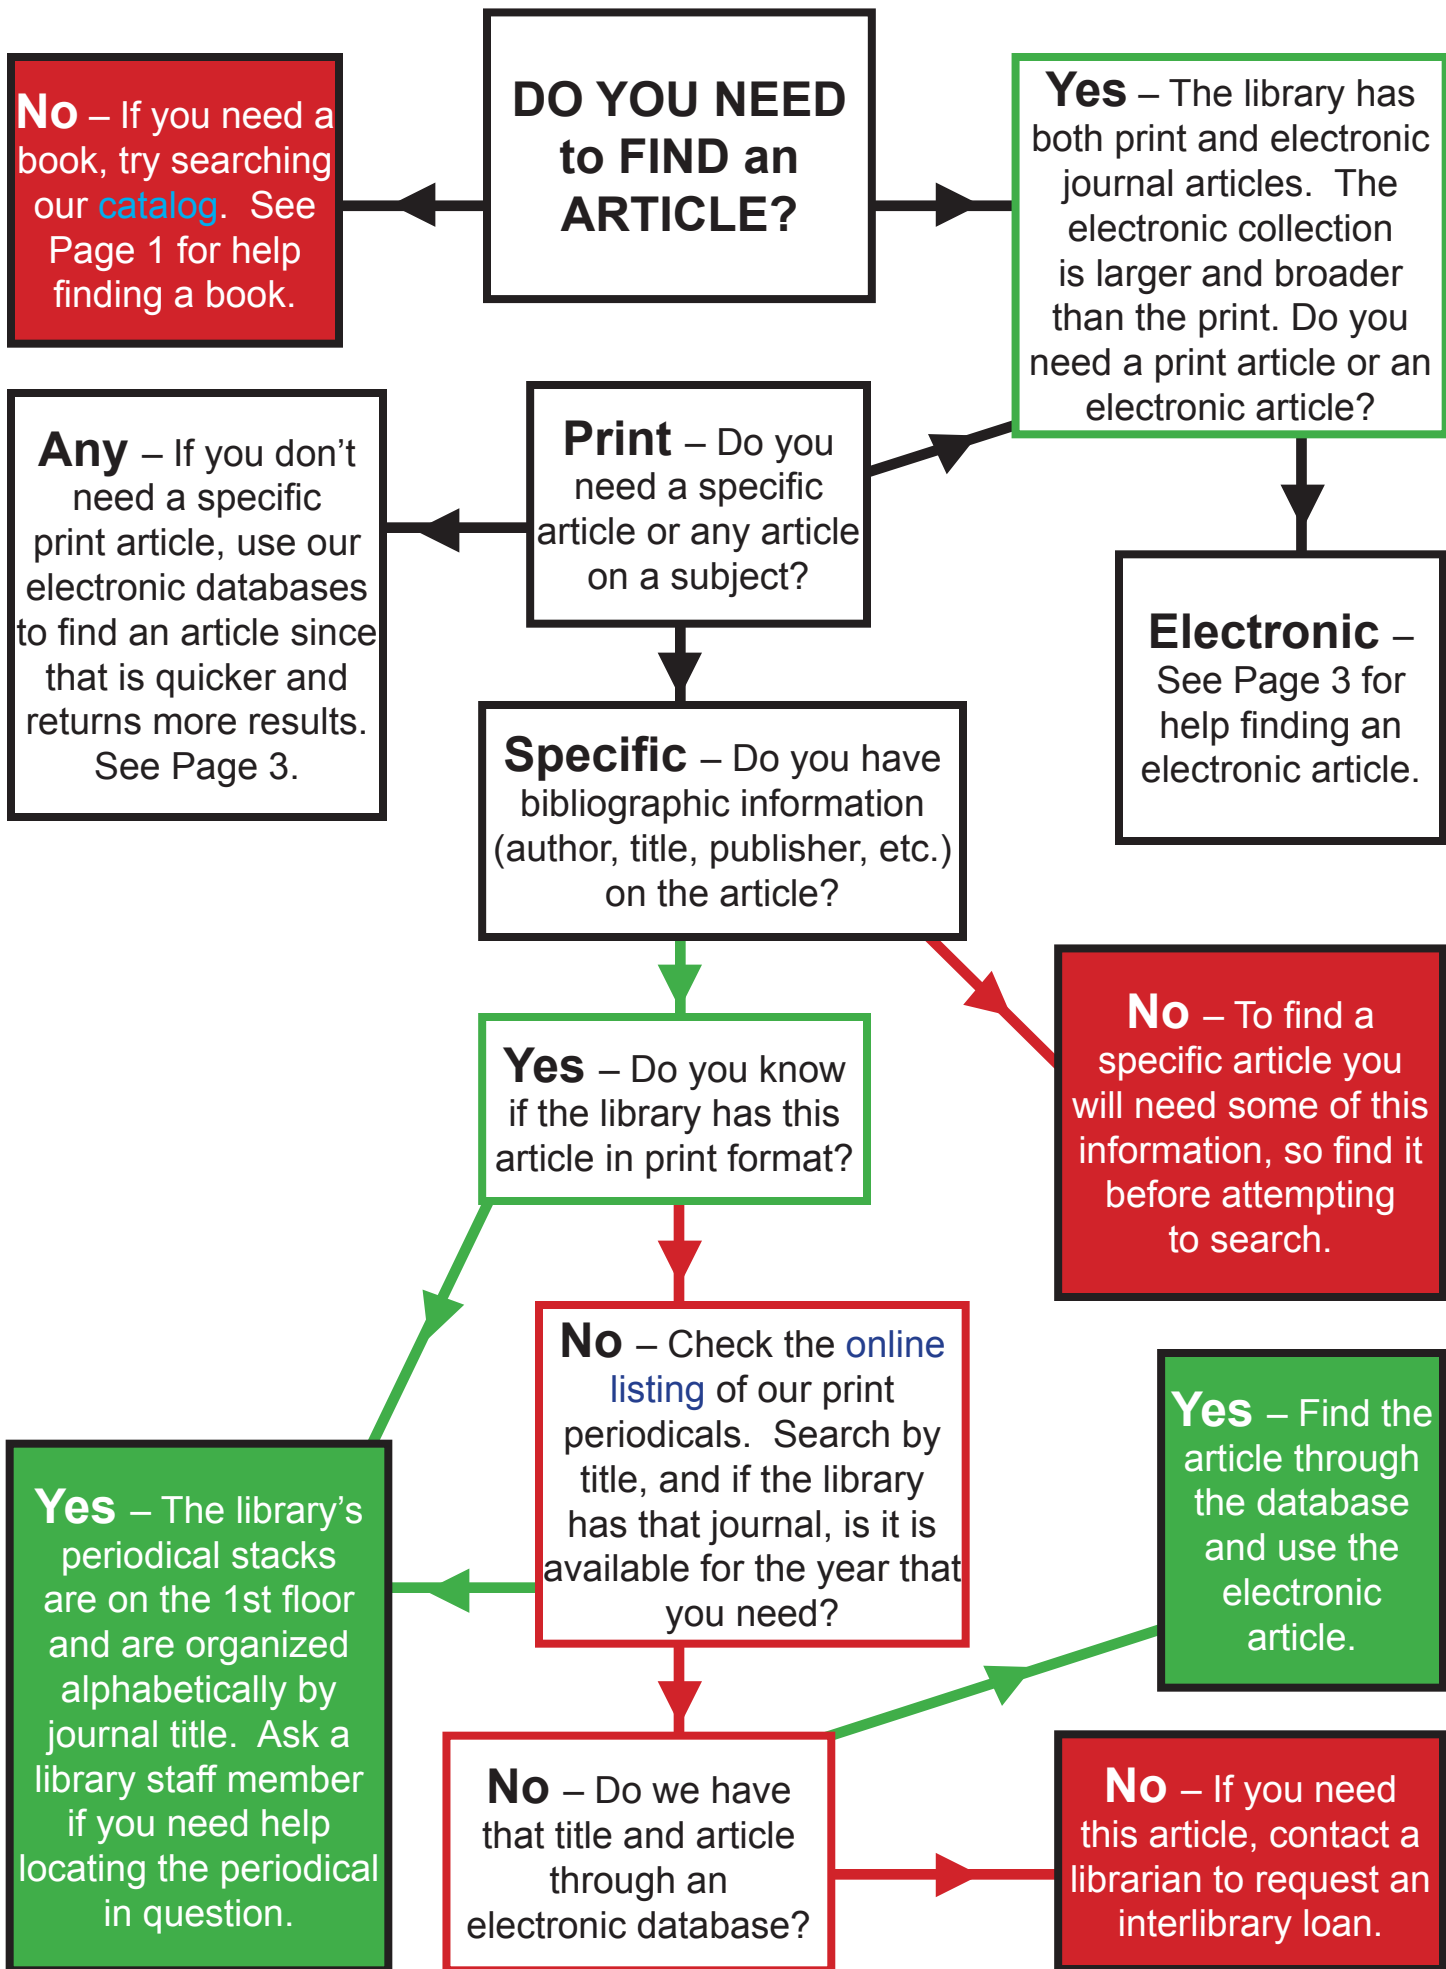 DO YOU NEED
to FIND an
ARTICLE?
No – If you need a
book, try searching
our catalog.  See
Page 1 for help
finding a book.
Yes – The library has
both print and electronic
journal articles.  The
electronic collection
is larger and broader
than the print. Do you
need a print article or an
electronic article?
Any – If you don’t
need a specific
print article, use our
electronic databases
to find an article since
that is quicker and
returns more results.
See Page 3.
Print – Do you
need a specific
article or any article
on a subject?
Electronic –
See Page 3 for
help finding an
electronic article.
Specific – Do you have
bibliographic information
(author, title, publisher, etc.)
on the article?
No – To find a
specific article you
will need some of this
information, so find it
before attempting
to search.
Yes – Do you know
if the library has this
article in print format?
No – Check the online
listing of our print
periodicals.  Search by
title, and if the library
has that journal, is it is
available for the year that
you need?
Yes – Find the
article through
the database
and use the
electronic
article.
Yes – The library’s
periodical stacks
are on the 1st floor
and are organized
alphabetically by
journal title.  Ask a
library staff member
if you need help
locating the periodical
in question.
No – Do we have
that title and article
through an
electronic database?
No – If you need
this article, contact a
librarian to request an
interlibrary loan.